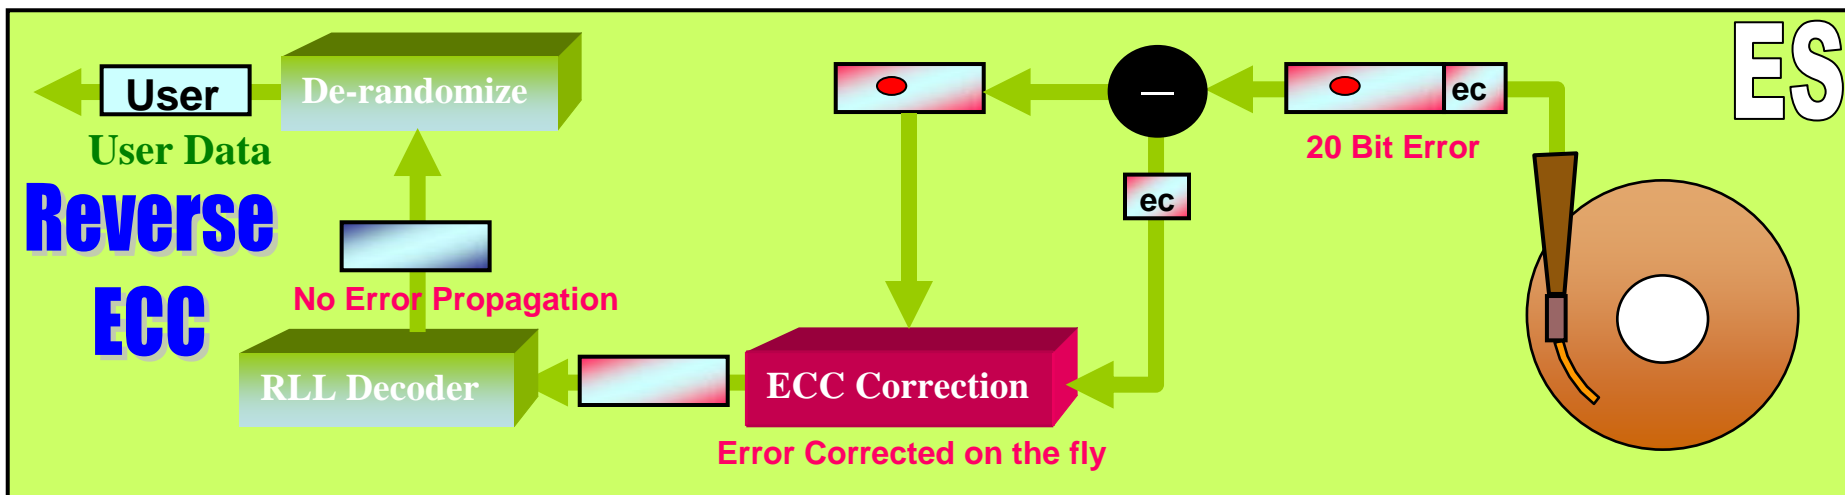 ES
User
De-randomize
ec
User Data
20 Bit Error
ec
Reverse
ECC
No Error Propagation
RLL Decoder
ECC Correction
Error Corrected on the fly